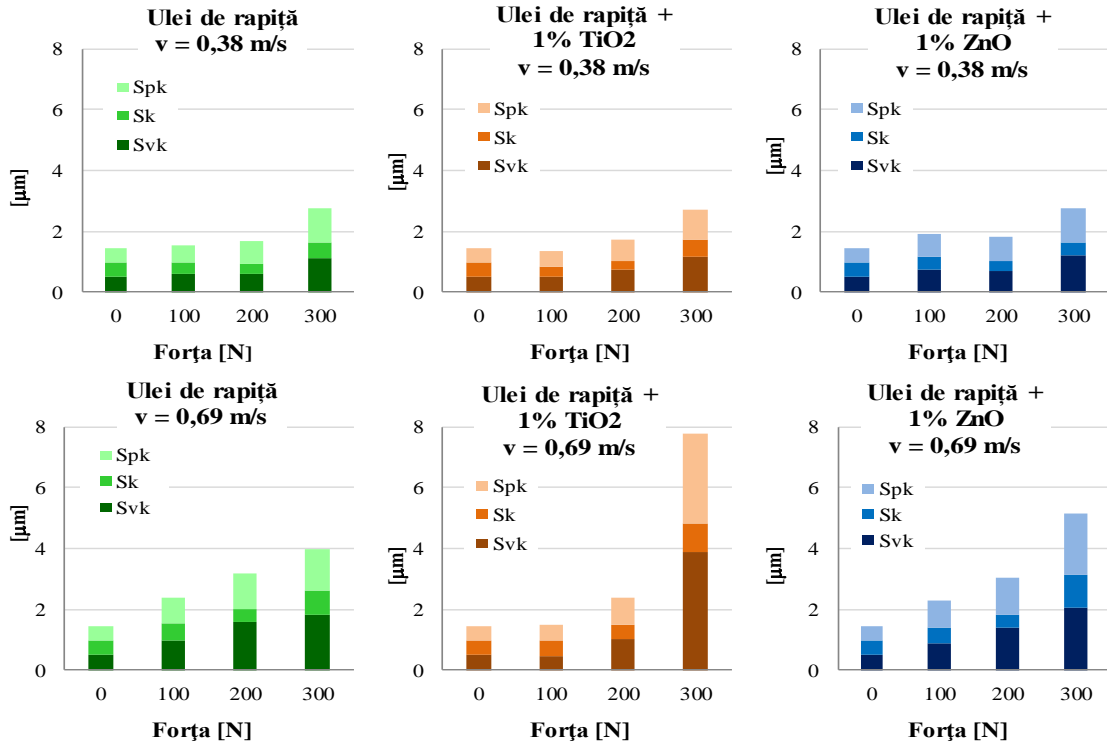 Ulei de rapiță
v = 0,38 m/s
8
6
4
2
0
[μm]
Spk
Sk
Svk
0 100 200 300
Forţa [N]
Ulei de rapiță +
1% TiO2
v = 0,38 m/s
8
6
4
2
0
[μm]
Spk
Sk
Svk
0 100 200 300
Forţa [N]
Ulei de rapiță +
1% ZnO
v = 0,38 m/s
8
6
4
2
0
[μm]
Spk
Sk
Svk
0 100 200 300
Forţa [N]
Ulei de rapiță
v = 0,69 m/s
8
6
4
2
0
[μm]
Spk
Sk
Svk
0 100 200 300
Forţa [N]
Ulei de rapiță +
1% TiO2
v = 0,69 m/s
8
6
4
2
0
[μm]
Spk
Sk
Svk
0 100 200 300
Forţa [N]
Ulei de rapiță +
1% ZnO
v = 0,69 m/s
8
6
4
2
0
[μm]
Spk
Sk
Svk
0 100 200 300
Forţa [N]